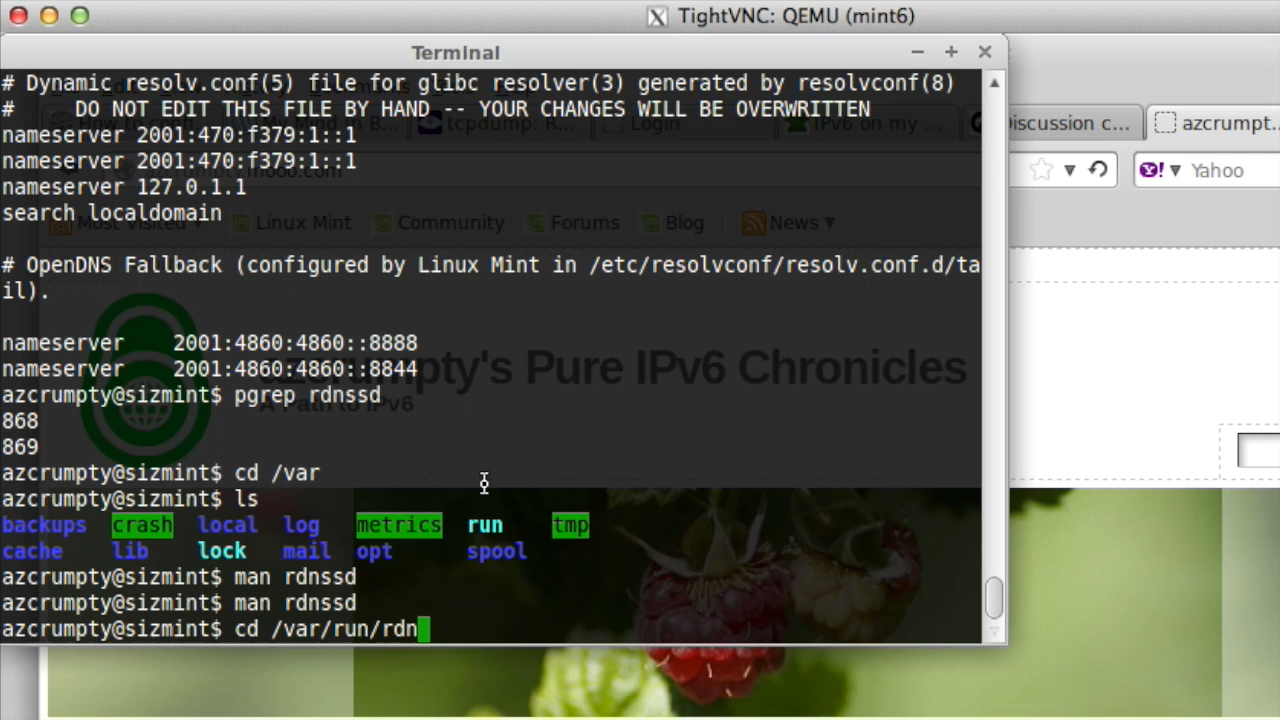 TightVNC: QEMU (mint6)
Terminal
# Dynamic resolv.conf(5) file for glibc resolver(3) generated by resolvconf(8)
#     DO NOT EDIT THIS FILE BY HAND -- YOUR CHANGES WILL BE OVERWRITTEN
nameserver 2001:470:f379:1::1
nameserver 2001:470:f379:1::1
nameserver 127.0.1.1
search localdomain
# OpenDNS Fallback (configured by Linux Mint in /etc/resolvconf/resolv.conf.d/ta
il).
nameserver    2001:4860:4860::8888
nameserver    2001:4860:4860::8844
azcrumpty@sizmint$ pgrep rdnssd
868
869
azcrumpty@sizmint$ cd /var
azcrumpty@sizmint$ ls
backups crash local log metrics run tmp
cache lib lock mail opt spool
azcrumpty@sizmint$ man rdnssd
azcrumpty@sizmint$ man rdnssd
azcrumpty@sizmint$ cd /var/run/rdn
tcpdump: R... Login IPv6 on my ... Discussion c... azcrumpt...
Yahoo
Most Visited Linux Mint Community Forums Blog News
azcrumpty's Pure IPv6 Chronicles
A Path to IPv6